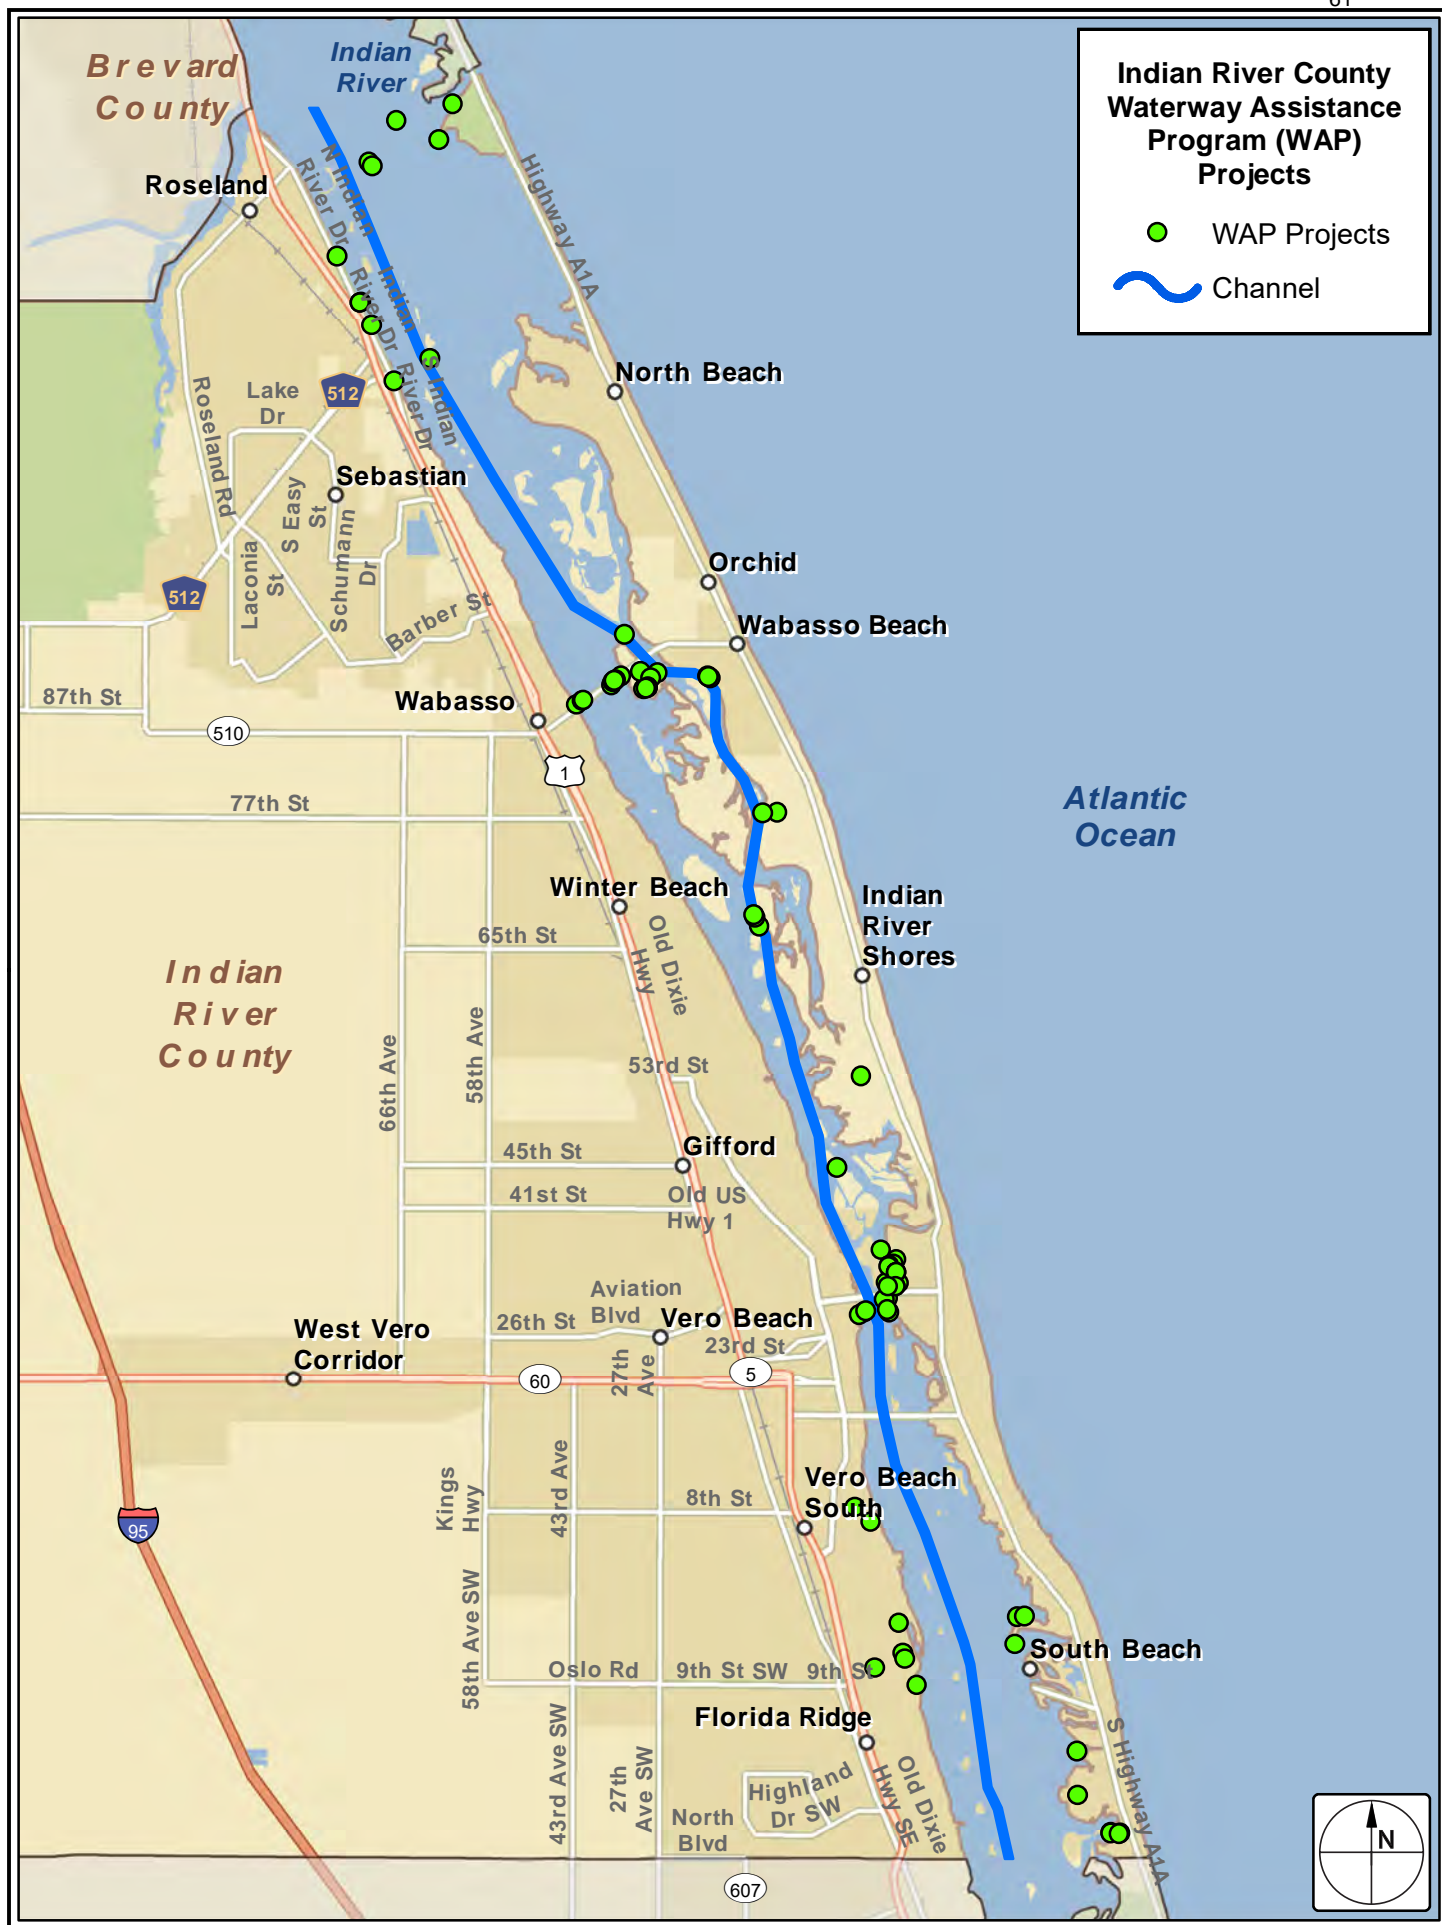 61
Brevard
County
Indian
River
Indian River County
Waterway Assistance
Program (WAP)
Projects
WAP Projects
Channel
Roseland
N Indian
River Dr
Highway A1A
Indian
River Dr
S Indian
River Dr
North Beach
512
Lake
Dr
Roseland Rd
Sebastian
S Easy
St
Schumann
Dr
Laconia
St
512
Barber St
Orchid
Wabasso Beach
87th St
Wabasso
510
1
77th St
Atlantic
Ocean
Winter Beach
Indian
River
Shores
65th St
Old Dixie
Hwy
Indian
River
County
66th Ave
58th Ave
53rd St
45th St
Gifford
41st St
Old US
Hwy 1
Aviation
Blvd
26th St
Vero Beach
West Vero
Corridor
23rd St
27th
Ave
60
5
Kings
Hwy
43rd Ave
8th St
Vero Beach
South
95
58th Ave SW
Oslo Rd
9th St SW
9th St
South Beach
Florida Ridge
43rd Ave SW
27th
Ave SW
Highland
Dr SW
North
Blvd
Old Dixie
Hwy SE
S Highway A1A
N
607